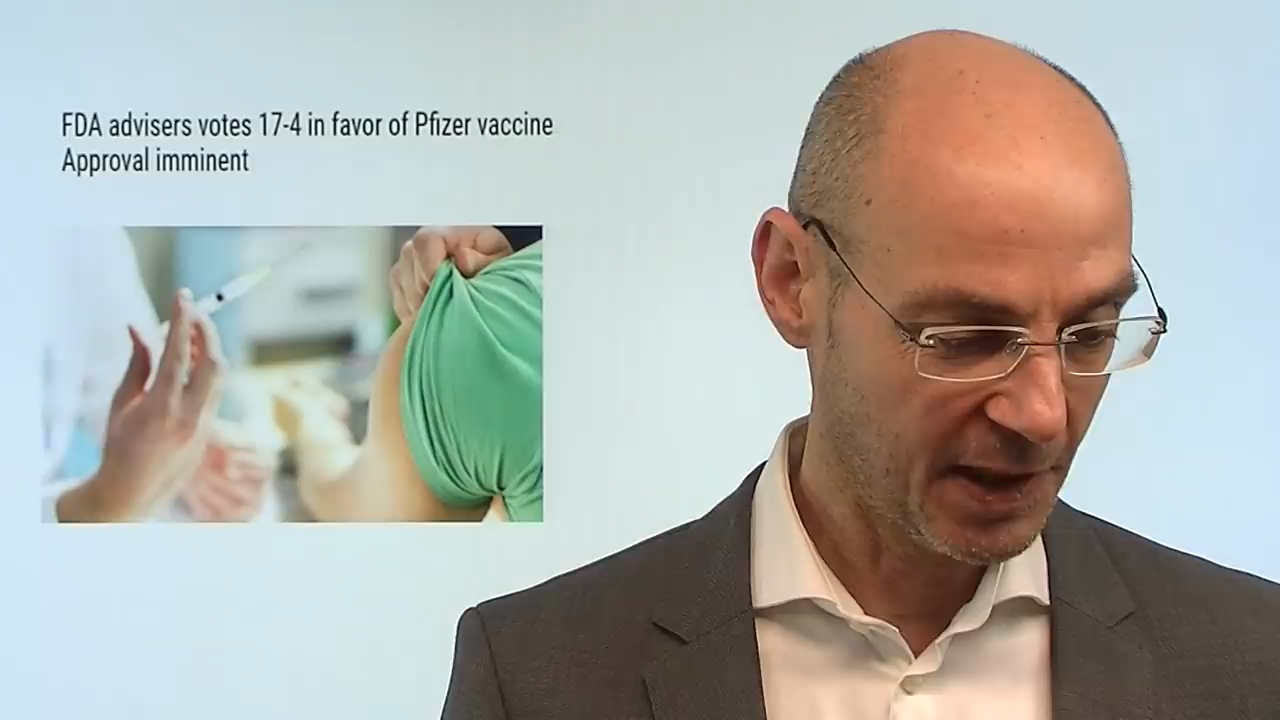 FDA advisers votes 17-4 in favor of Pfizer vaccine
Approval imminent